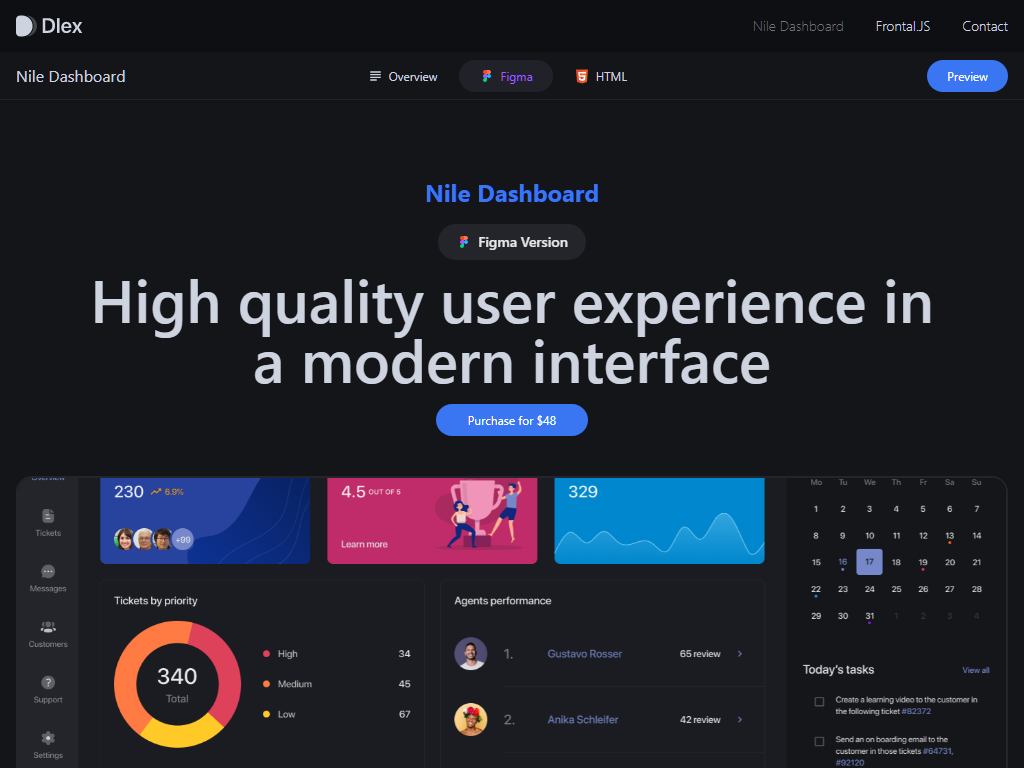 Dlex
Nile Dashboard
Frontal.JS
Contact
Nile Dashboard
Overview
Figma
HTML
Preview
Nile Dashboard
Figma Version
High quality user experience in
a modern interface
Purchase for $48
Overview
Tickets
Messages
Customers
Support
Settings
230
6.9%
+99
4.5 OUT OF 5
Learn more
329
Tickets by priority
340
Total
High 34
Medium 45
Low 67
Agents performance
1. Gustavo Rosser 65 review
2. Anika Schleifer 42 review
Mo Tu We Th Fr Sa Su
1 2 3 4 5 6 7
8 9 10 11 12 13 14
15 16 17 18 19 20 21
22 23 24 25 26 27 28
29 30 31 1 2 3 4
Today's tasks
View all
Create a learning video to the customer in
the following ticket #82372
Send an on boarding email to the
customer in those tickets #64731,
#92120